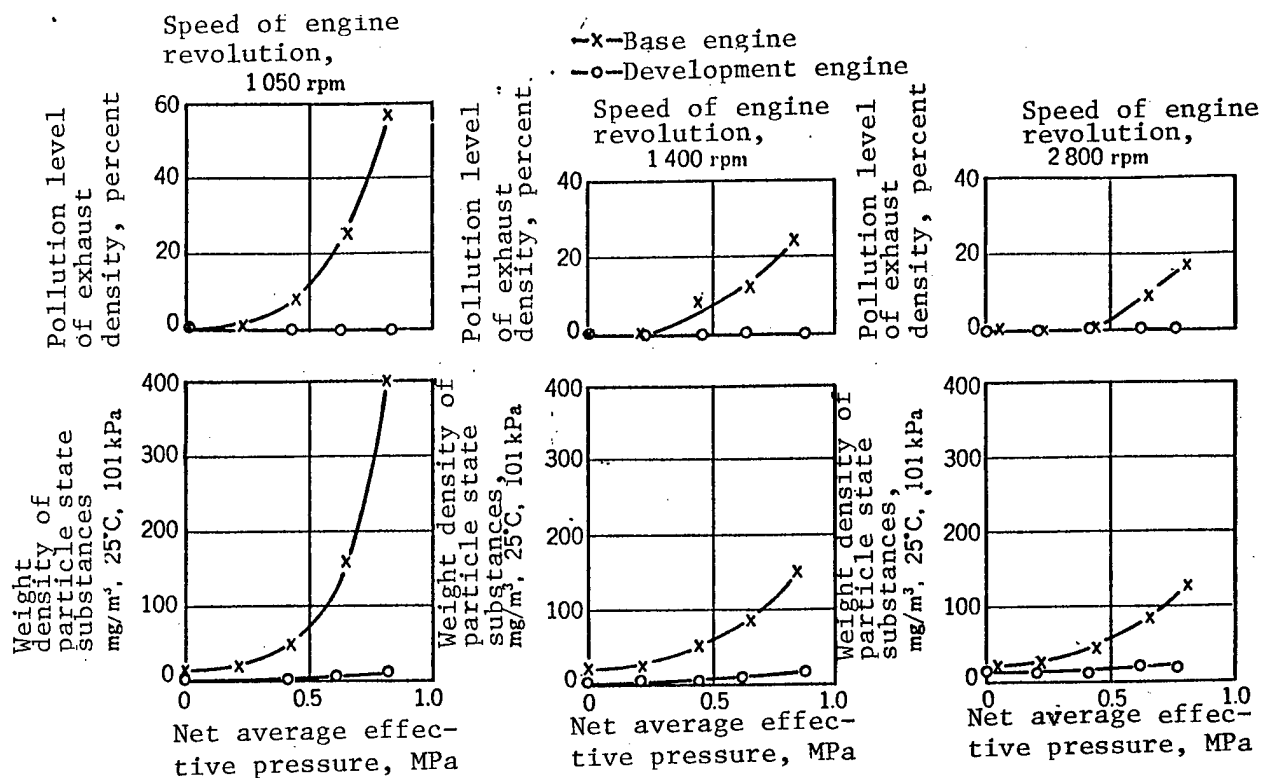 Speed of engine
revolution,
1 050 rpm
—x—Base engine
—o—Development engine
Pollution level
of exhaust
density, percent
60
40
20
0
Speed of engine
revolution,
1 400 rpm
Pollution level
of exhaust
density, percent
40
20
0
Speed of engine
revolution,
2 800 rpm
Pollution level
of exhaust
density, percent
40
20
0
Weight
density of
particle state
substances
mg/m³, 25°C, 101kPa
400
300
200
100
0
0
0.5
1.0
Net average effec-
tive pressure, MPa
Weight density of
particle state
substances,
mg/m³, 25°C, 101kPa
400
300
200
100
0
0
0.5
1.0
Net average effec-
tive pressure, MPa
Weight density of
particle state
substances,
mg/m³, 25°C, 101kPa
400
300
200
100
0
0
0.5
1.0
Net average effec-
tive pressure, MPa